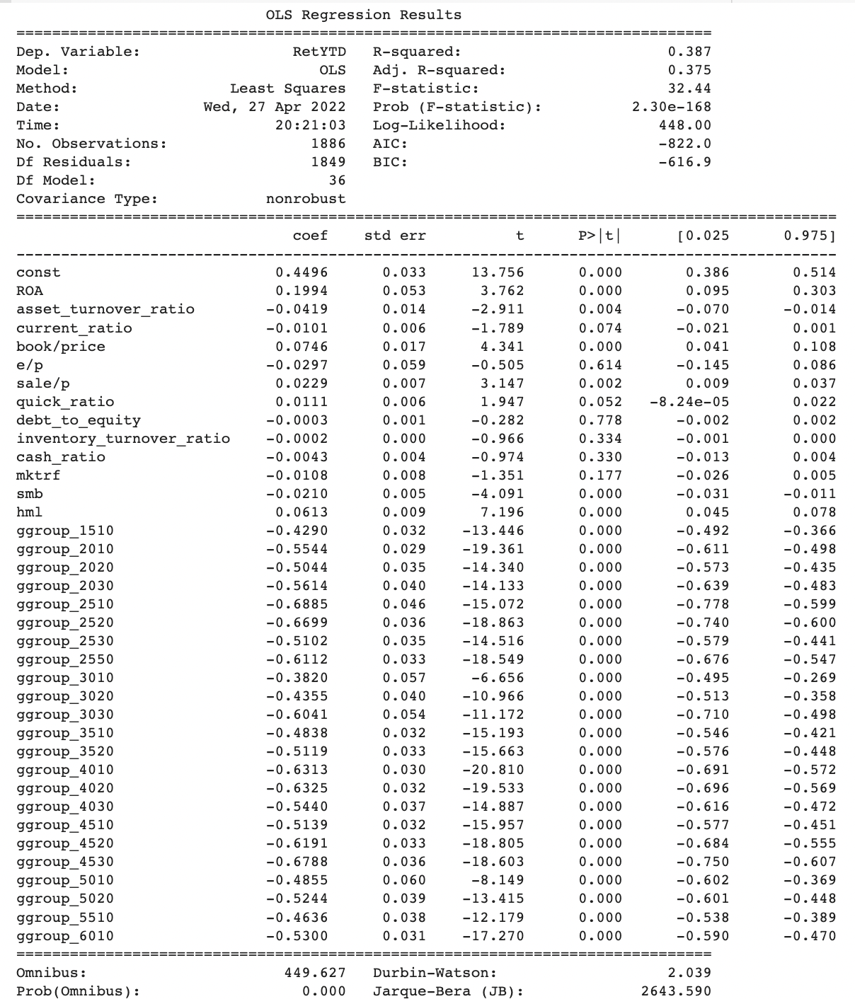 OLS Regression Results
==============================================================================
Dep. Variable: RetYTD R-squared: 0.387
Model: OLS Adj. R-squared: 0.375
Method: Least Squares F-statistic: 32.44
Date: Wed, 27 Apr 2022 Prob (F-statistic): 2.30e-168
Time: 20:21:03 Log-Likelihood: 448.00
No. Observations: 1886 AIC: -822.0
Df Residuals: 1849 BIC: -616.9
Df Model: 36
Covariance Type: nonrobust
============================================================================================
coef std err t P>|t| [0.025 0.975]
--------------------------------------------------------------------------------------------
const 0.4496 0.033 13.756 0.000 0.386 0.514
ROA 0.1994 0.053 3.762 0.000 0.095 0.303
asset_turnover_ratio -0.0419 0.014 -2.911 0.004 -0.070 -0.014
current_ratio -0.0101 0.006 -1.789 0.074 -0.021 0.001
book/price 0.0746 0.017 4.341 0.000 0.041 0.108
e/p -0.0297 0.059 -0.505 0.614 -0.145 0.086
sale/p 0.0229 0.007 3.147 0.002 0.009 0.037
quick_ratio 0.0111 0.006 1.947 0.052 -8.24e-05 0.022
debt_to_equity -0.0003 0.001 -0.282 0.778 -0.002 0.002
inventory_turnover_ratio -0.0002 0.000 -0.966 0.334 -0.001 0.000
cash_ratio -0.0043 0.004 -0.974 0.330 -0.013 0.004
mktrf -0.0108 0.008 -1.351 0.177 -0.026 0.005
smb -0.0210 0.005 -4.091 0.000 -0.031 -0.011
hml 0.0613 0.009 7.196 0.000 0.045 0.078
ggroup_1510 -0.4290 0.032 -13.446 0.000 -0.492 -0.366
ggroup_2010 -0.5544 0.029 -19.361 0.000 -0.611 -0.498
ggroup_2020 -0.5044 0.035 -14.340 0.000 -0.573 -0.435
ggroup_2030 -0.5614 0.040 -14.133 0.000 -0.639 -0.483
ggroup_2510 -0.6885 0.046 -15.072 0.000 -0.778 -0.599
ggroup_2520 -0.6699 0.036 -18.863 0.000 -0.740 -0.600
ggroup_2530 -0.5102 0.035 -14.516 0.000 -0.579 -0.441
ggroup_2550 -0.6112 0.033 -18.549 0.000 -0.676 -0.547
ggroup_3010 -0.3820 0.057 -6.656 0.000 -0.495 -0.269
ggroup_3020 -0.4355 0.040 -10.966 0.000 -0.513 -0.358
ggroup_3030 -0.6041 0.054 -11.172 0.000 -0.710 -0.498
ggroup_3510 -0.4838 0.032 -15.193 0.000 -0.546 -0.421
ggroup_3520 -0.5119 0.033 -15.663 0.000 -0.576 -0.448
ggroup_4010 -0.6313 0.030 -20.810 0.000 -0.691 -0.572
ggroup_4020 -0.6325 0.032 -19.533 0.000 -0.696 -0.569
ggroup_4030 -0.5440 0.037 -14.887 0.000 -0.616 -0.472
ggroup_4510 -0.5139 0.032 -15.957 0.000 -0.577 -0.451
ggroup_4520 -0.6191 0.033 -18.805 0.000 -0.684 -0.555
ggroup_4530 -0.6788 0.036 -18.603 0.000 -0.750 -0.607
ggroup_5010 -0.4855 0.060 -8.149 0.000 -0.602 -0.369
ggroup_5020 -0.5244 0.039 -13.415 0.000 -0.601 -0.448
ggroup_5510 -0.4636 0.038 -12.179 0.000 -0.538 -0.389
ggroup_6010 -0.5300 0.031 -17.270 0.000 -0.590 -0.470
==============================================================================
Omnibus: 449.627 Durbin-Watson: 2.039
Prob(Omnibus): 0.000 Jarque-Bera (JB): 2643.590